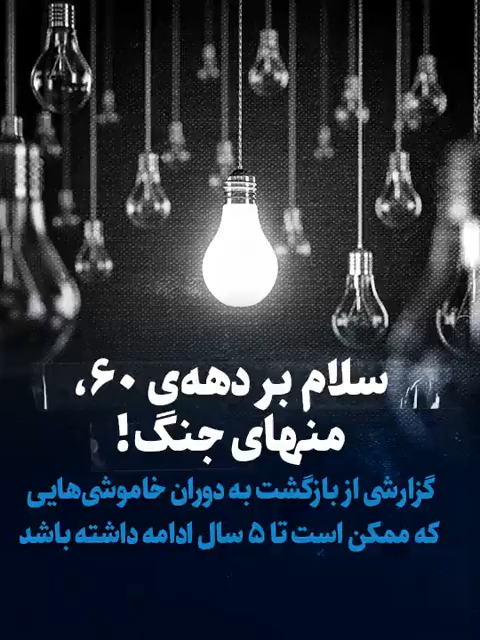 سلام بر دهه‌ی ۶۰،
منهای جنگ!
گزارشی از بازگشت به دوران خاموشی‌هایی
که ممکن است تا ۵ سال ادامه داشته باشد